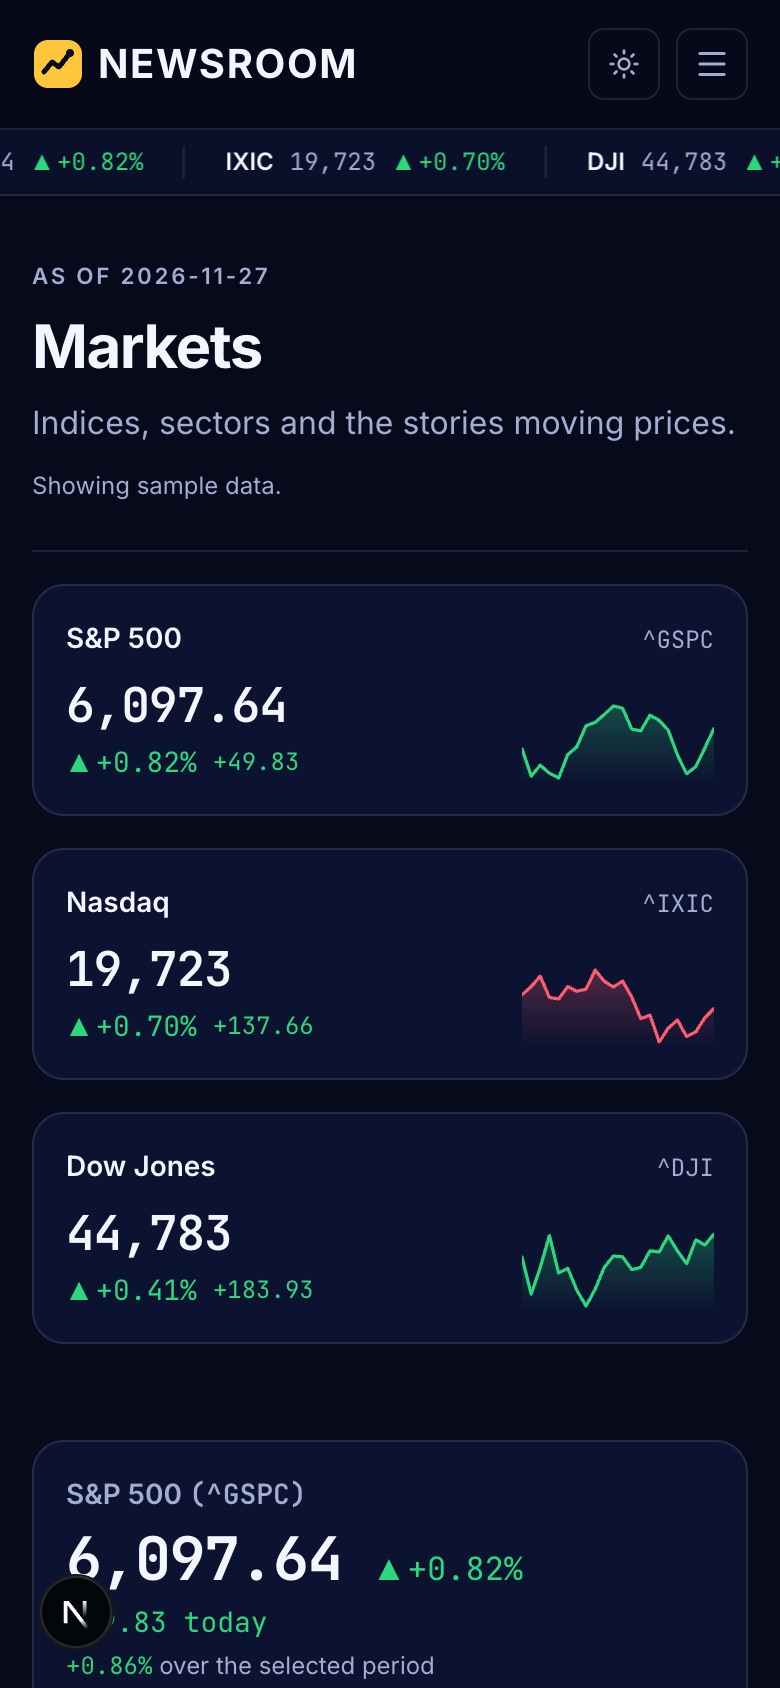 NEWSROOM
4 ▲ +0.82% IXIC 19,723 ▲ +0.70% DJI 44,783 ▲ +
AS OF 2026-11-27
Markets
Indices, sectors and the stories moving prices.
Showing sample data.
S&P 500 ^GSPC
6,097.64
▲ +0.82% +49.83
Nasdaq ^IXIC
19,723
▲ +0.70% +137.66
Dow Jones ^DJI
44,783
▲ +0.41% +183.93
S&P 500 (^GSPC)
6,097.64 ▲ +0.82%
N .83 today
+0.86% over the selected period